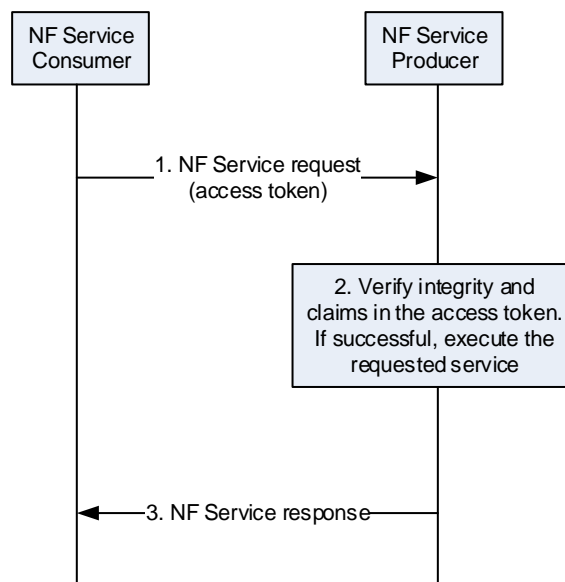 NF Service
Consumer
NF Service
Producer
1. NF Service request
(access token)
2. Verify integrity and
claims in the access token.
If successful, execute the
requested service
3. NF Service response